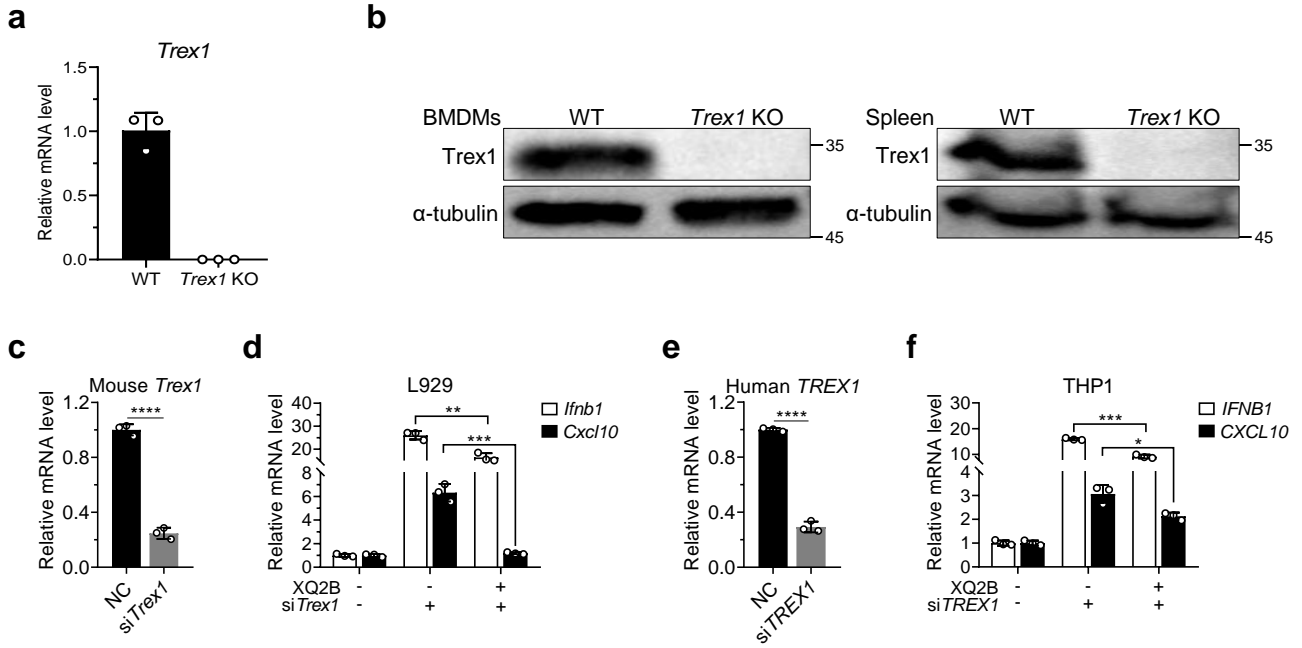 a
Trex1
Relative mRNA level
1.5
1.0
0.5
0.0
WT Trex1 KO
b
BMDMs WT Trex1 KO
Trex1 35
α-tubulin
45
Spleen WT Trex1 KO
Trex1 35
α-tubulin
45
c
Mouse Trex1
Relative mRNA level
1.2
0.8
0.4
0.0
****
NC
siTrex1
d
L929
Relative mRNA level
40
30
20
10
8
6
4
2
0
**
***
Ifnb1
Cxcl10
XQ2B - - +
siTrex1 - + +
e
Human TREX1
Relative mRNA level
1.2
0.8
0.4
0.0
****
NC
siTREX1
f
THP1
Relative mRNA level
30
20
10
4
3
2
1
0
***
*
IFNB1
CXCL10
XQ2B - - +
siTREX1 - + +